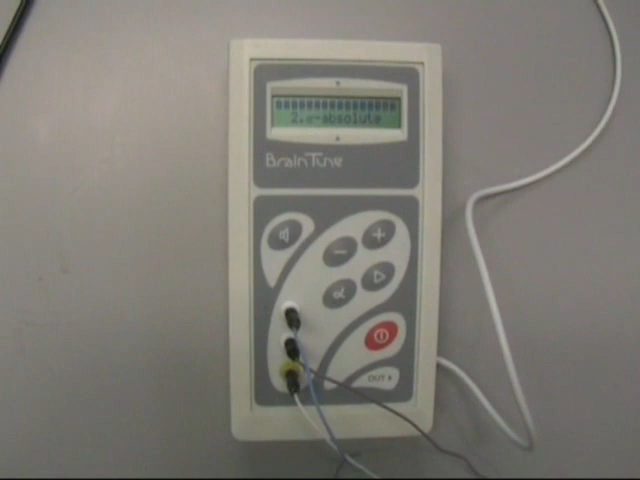 2.α-absolute
BrainTune
+
-
α
OUT